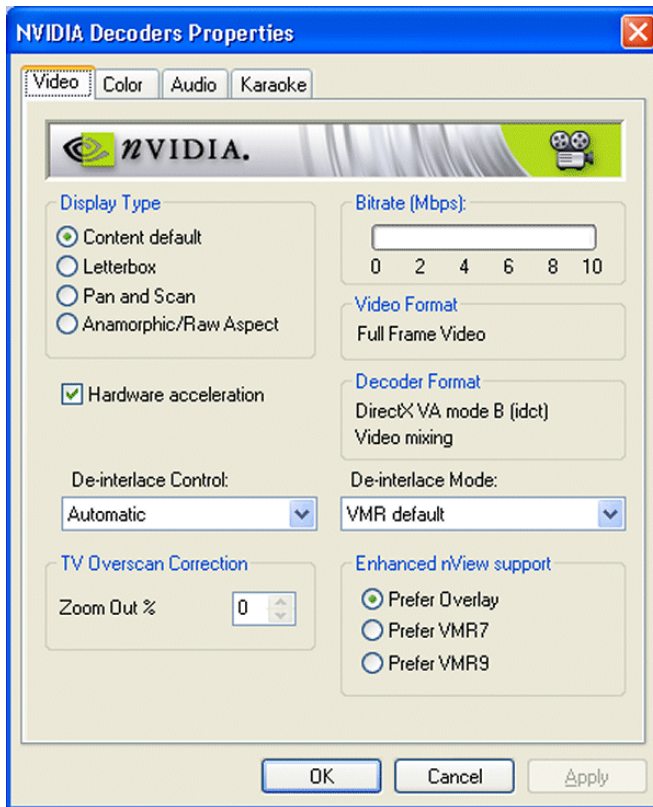 NVIDIA Decoders Properties
Video Color Audio Karaoke
NVIDIA.
Display Type
Content default
Letterbox
Pan and Scan
Anamorphic/Raw Aspect
Bitrate (Mbps):
0 2 4 6 8 10
Video Format
Full Frame Video
Hardware acceleration
Decoder Format
DirectX VA mode B (idct)
Video mixing
De-interlace Control:
Automatic
De-interlace Mode:
VMR default
TV Overscan Correction
Zoom Out % 0
Enhanced nView support
Prefer Overlay
Prefer VMR7
Prefer VMR9
OK Cancel Apply